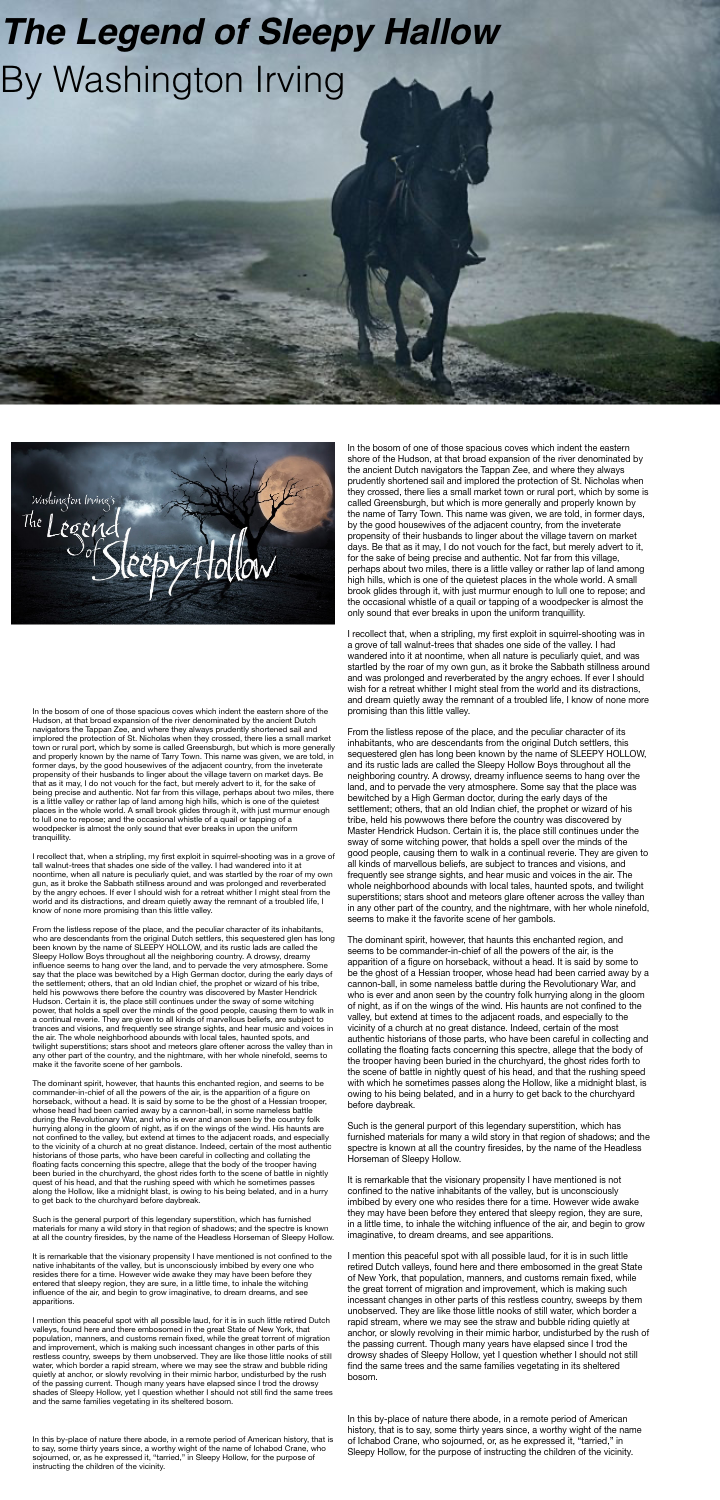 The Legend of Sleepy Hallow
By Washington Irving
Washington Irving's
The Legend
of Sleepy Hollow
In the bosom of one of those spacious coves which indent the eastern shore of the
Hudson, at that broad expansion of the river denominated by the ancient Dutch
navigators the Tappan Zee, and where they always prudently shortened sail and
implored the protection of St. Nicholas when they crossed, there lies a small market
town or rural port, which by some is called Greensburgh, but which is more generally
and properly known by the name of Tarry Town. This name was given, we are told, in
former days, by the good housewives of the adjacent country, from the inveterate
propensity of their husbands to linger about the village tavern on market days. Be
that as it may, I do not vouch for the fact, but merely advert to it, for the sake of
being precise and authentic. Not far from this village, perhaps about two miles, there
is a little valley or rather lap of land among high hills, which is one of the quietest
places in the whole world. A small brook glides through it, with just murmur enough
to lull one to repose; and the occasional whistle of a quail or tapping of a
woodpecker is almost the only sound that ever breaks in upon the uniform
tranquillity.
I recollect that, when a stripling, my first exploit in squirrel-shooting was in a grove of
tall walnut-trees that shades one side of the valley. I had wandered into it at
noontime, when all nature is peculiarly quiet, and was startled by the roar of my own
gun, as it broke the Sabbath stillness around and was prolonged and reverberated
by the angry echoes. If ever I should wish for a retreat whither I might steal from the
world and its distractions, and dream quietly away the remnant of a troubled life, I
know of none more promising than this little valley.
From the listless repose of the place, and the peculiar character of its inhabitants,
who are descendants from the original Dutch settlers, this sequestered glen has long
been known by the name of SLEEPY HOLLOW, and its rustic lads are called the
Sleepy Hollow Boys throughout all the neighboring country. A drowsy, dreamy
influence seems to hang over the land, and to pervade the very atmosphere. Some
say that the place was bewitched by a High German doctor, during the early days of
the settlement; others, that an old Indian chief, the prophet or wizard of his tribe,
held his powwows there before the country was discovered by Master Hendrick
Hudson. Certain it is, the place still continues under the sway of some witching
power, that holds a spell over the minds of the good people, causing them to walk in
a continual reverie. They are given to all kinds of marvellous beliefs, are subject to
trances and visions, and frequently see strange sights, and hear music and voices in
the air. The whole neighborhood abounds with local tales, haunted spots, and
twilight superstitions; stars shoot and meteors glare oftener across the valley than in
any other part of the country, and the nightmare, with her whole ninefold, seems to
make it the favorite scene of her gambols.
The dominant spirit, however, that haunts this enchanted region, and seems to be
commander-in-chief of all the powers of the air, is the apparition of a figure on
horseback, without a head. It is said by some to be the ghost of a Hessian trooper,
whose head had been carried away by a cannon-ball, in some nameless battle
during the Revolutionary War, and who is ever and anon seen by the country folk
hurrying along in the gloom of night, as if on the wings of the wind. His haunts are
not confined to the valley, but extend at times to the adjacent roads, and especially
to the vicinity of a church at no great distance. Indeed, certain of the most authentic
historians of those parts, who have been careful in collecting and collating the
floating facts concerning this spectre, allege that the body of the trooper having
been buried in the churchyard, the ghost rides forth to the scene of battle in nightly
quest of his head, and that the rushing speed with which he sometimes passes
along the Hollow, like a midnight blast, is owing to his being belated, and in a hurry
to get back to the churchyard before daybreak.
Such is the general purport of this legendary superstition, which has furnished
materials for many a wild story in that region of shadows; and the spectre is known
at all the country firesides, by the name of the Headless Horseman of Sleepy Hollow.
It is remarkable that the visionary propensity I have mentioned is not confined to the
native inhabitants of the valley, but is unconsciously imbibed by every one who
resides there for a time. However wide awake they may have been before they
entered that sleepy region, they are sure, in a little time, to inhale the witching
influence of the air, and begin to grow imaginative, to dream dreams, and see
apparitions.
I mention this peaceful spot with all possible laud, for it is in such little retired Dutch
valleys, found here and there embosomed in the great State of New York, that
population, manners, and customs remain fixed, while the great torrent of migration
and improvement, which is making such incessant changes in other parts of this
restless country, sweeps by them unobserved. They are like those little nooks of still
water, which border a rapid stream, where we may see the straw and bubble riding
quietly at anchor, or slowly revolving in their mimic harbor, undisturbed by the rush
of the passing current. Though many years have elapsed since I trod the drowsy
shades of Sleepy Hollow, yet I question whether I should not still find the same trees
and the same families vegetating in its sheltered bosom.
In this by-place of nature there abode, in a remote period of American history, that is
to say, some thirty years since, a worthy wight of the name of Ichabod Crane, who
sojourned, or, as he expressed it, “tarried,” in Sleepy Hollow, for the purpose of
instructing the children of the vicinity.
In the bosom of one of those spacious coves which indent the eastern
shore of the Hudson, at that broad expansion of the river denominated by
the ancient Dutch navigators the Tappan Zee, and where they always
prudently shortened sail and implored the protection of St. Nicholas when
they crossed, there lies a small market town or rural port, which by some is
called Greensburgh, but which is more generally and properly known by
the name of Tarry Town. This name was given, we are told, in former days,
by the good housewives of the adjacent country, from the inveterate
propensity of their husbands to linger about the village tavern on market
days. Be that as it may, I do not vouch for the fact, but merely advert to it,
for the sake of being precise and authentic. Not far from this village,
perhaps about two miles, there is a little valley or rather lap of land among
high hills, which is one of the quietest places in the whole world. A small
brook glides through it, with just murmur enough to lull one to repose; and
the occasional whistle of a quail or tapping of a woodpecker is almost the
only sound that ever breaks in upon the uniform tranquillity.
I recollect that, when a stripling, my first exploit in squirrel-shooting was in
a grove of tall walnut-trees that shades one side of the valley. I had
wandered into it at noontime, when all nature is peculiarly quiet, and was
startled by the roar of my own gun, as it broke the Sabbath stillness around
and was prolonged and reverberated by the angry echoes. If ever I should
wish for a retreat whither I might steal from the world and its distractions,
and dream quietly away the remnant of a troubled life, I know of none more
promising than this little valley.
From the listless repose of the place, and the peculiar character of its
inhabitants, who are descendants from the original Dutch settlers, this
sequestered glen has long been known by the name of SLEEPY HOLLOW,
and its rustic lads are called the Sleepy Hollow Boys throughout all the
neighboring country. A drowsy, dreamy influence seems to hang over the
land, and to pervade the very atmosphere. Some say that the place was
bewitched by a High German doctor, during the early days of the
settlement; others, that an old Indian chief, the prophet or wizard of his
tribe, held his powwows there before the country was discovered by
Master Hendrick Hudson. Certain it is, the place still continues under the
sway of some witching power, that holds a spell over the minds of the
good people, causing them to walk in a continual reverie. They are given to
all kinds of marvellous beliefs, are subject to trances and visions, and
frequently see strange sights, and hear music and voices in the air. The
whole neighborhood abounds with local tales, haunted spots, and twilight
superstitions; stars shoot and meteors glare oftener across the valley than
in any other part of the country, and the nightmare, with her whole ninefold,
seems to make it the favorite scene of her gambols.
The dominant spirit, however, that haunts this enchanted region, and
seems to be commander-in-chief of all the powers of the air, is the
apparition of a figure on horseback, without a head. It is said by some to
be the ghost of a Hessian trooper, whose head had been carried away by a
cannon-ball, in some nameless battle during the Revolutionary War, and
who is ever and anon seen by the country folk hurrying along in the gloom
of night, as if on the wings of the wind. His haunts are not confined to the
valley, but extend at times to the adjacent roads, and especially to the
vicinity of a church at no great distance. Indeed, certain of the most
authentic historians of those parts, who have been careful in collecting and
collating the floating facts concerning this spectre, allege that the body of
the trooper having been buried in the churchyard, the ghost rides forth to
the scene of battle in nightly quest of his head, and that the rushing speed
with which he sometimes passes along the Hollow, like a midnight blast, is
owing to his being belated, and in a hurry to get back to the churchyard
before daybreak.
Such is the general purport of this legendary superstition, which has
furnished materials for many a wild story in that region of shadows; and the
spectre is known at all the country firesides, by the name of the Headless
Horseman of Sleepy Hollow.
It is remarkable that the visionary propensity I have mentioned is not
confined to the native inhabitants of the valley, but is unconsciously
imbibed by every one who resides there for a time. However wide awake
they may have been before they entered that sleepy region, they are sure,
in a little time, to inhale the witching influence of the air, and begin to grow
imaginative, to dream dreams, and see apparitions.
I mention this peaceful spot with all possible laud, for it is in such little
retired Dutch valleys, found here and there embosomed in the great State
of New York, that population, manners, and customs remain fixed, while
the great torrent of migration and improvement, which is making such
incessant changes in other parts of this restless country, sweeps by them
unobserved. They are like those little nooks of still water, which border a
rapid stream, where we may see the straw and bubble riding quietly at
anchor, or slowly revolving in their mimic harbor, undisturbed by the rush of
the passing current. Though many years have elapsed since I trod the
drowsy shades of Sleepy Hollow, yet I question whether I should not still
find the same trees and the same families vegetating in its sheltered
bosom.
In this by-place of nature there abode, in a remote period of American
history, that is to say, some thirty years since, a worthy wight of the name
of Ichabod Crane, who sojourned, or, as he expressed it, “tarried,” in
Sleepy Hollow, for the purpose of instructing the children of the vicinity.